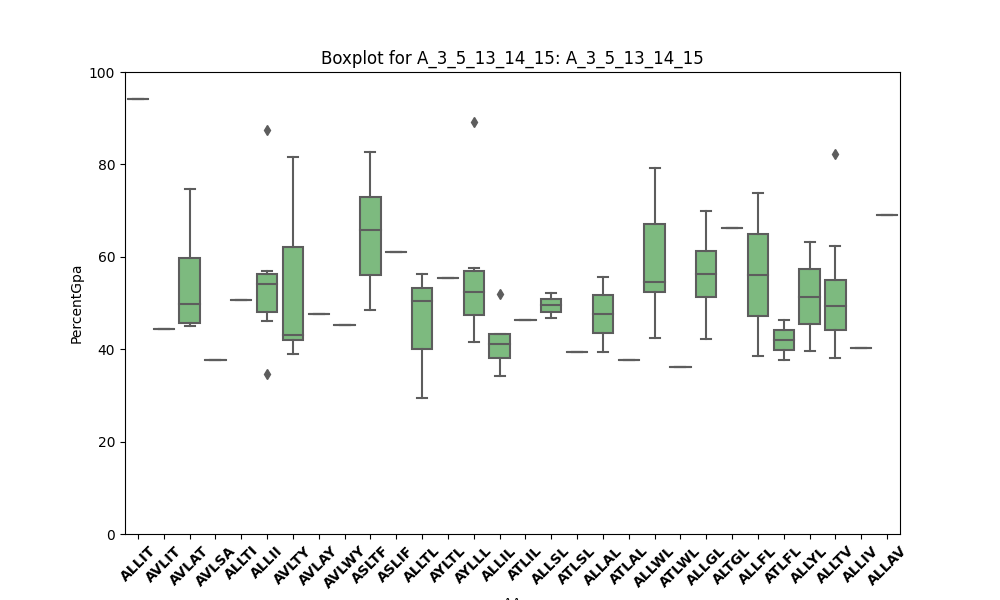 Boxplot for A_3_5_13_14_15: A_3_5_13_14_15
100
80
60
40
20
0
PercentGpa
ALLIT
AVLIT
AVLAT
AVLSA
ALLTI
ALLII
AVLTY
AVLAY
AVLWY
ASLTF
ASLIF
ALLTL
AYLTL
AYLLL
ALLIL
ATLIL
ALLSL
ATLSL
ALLAL
ATLAL
ALLWL
ATLWL
ALLGL
ALTGL
ALLFL
ATLFL
ALLYL
ALLTV
ALLIV
ALLAV